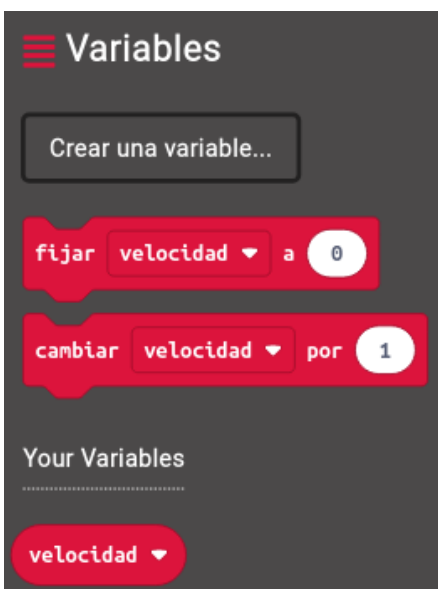 Variables
Crear una variable...
fijar velocidad a 0
cambiar velocidad por 1
Your Variables
velocidad